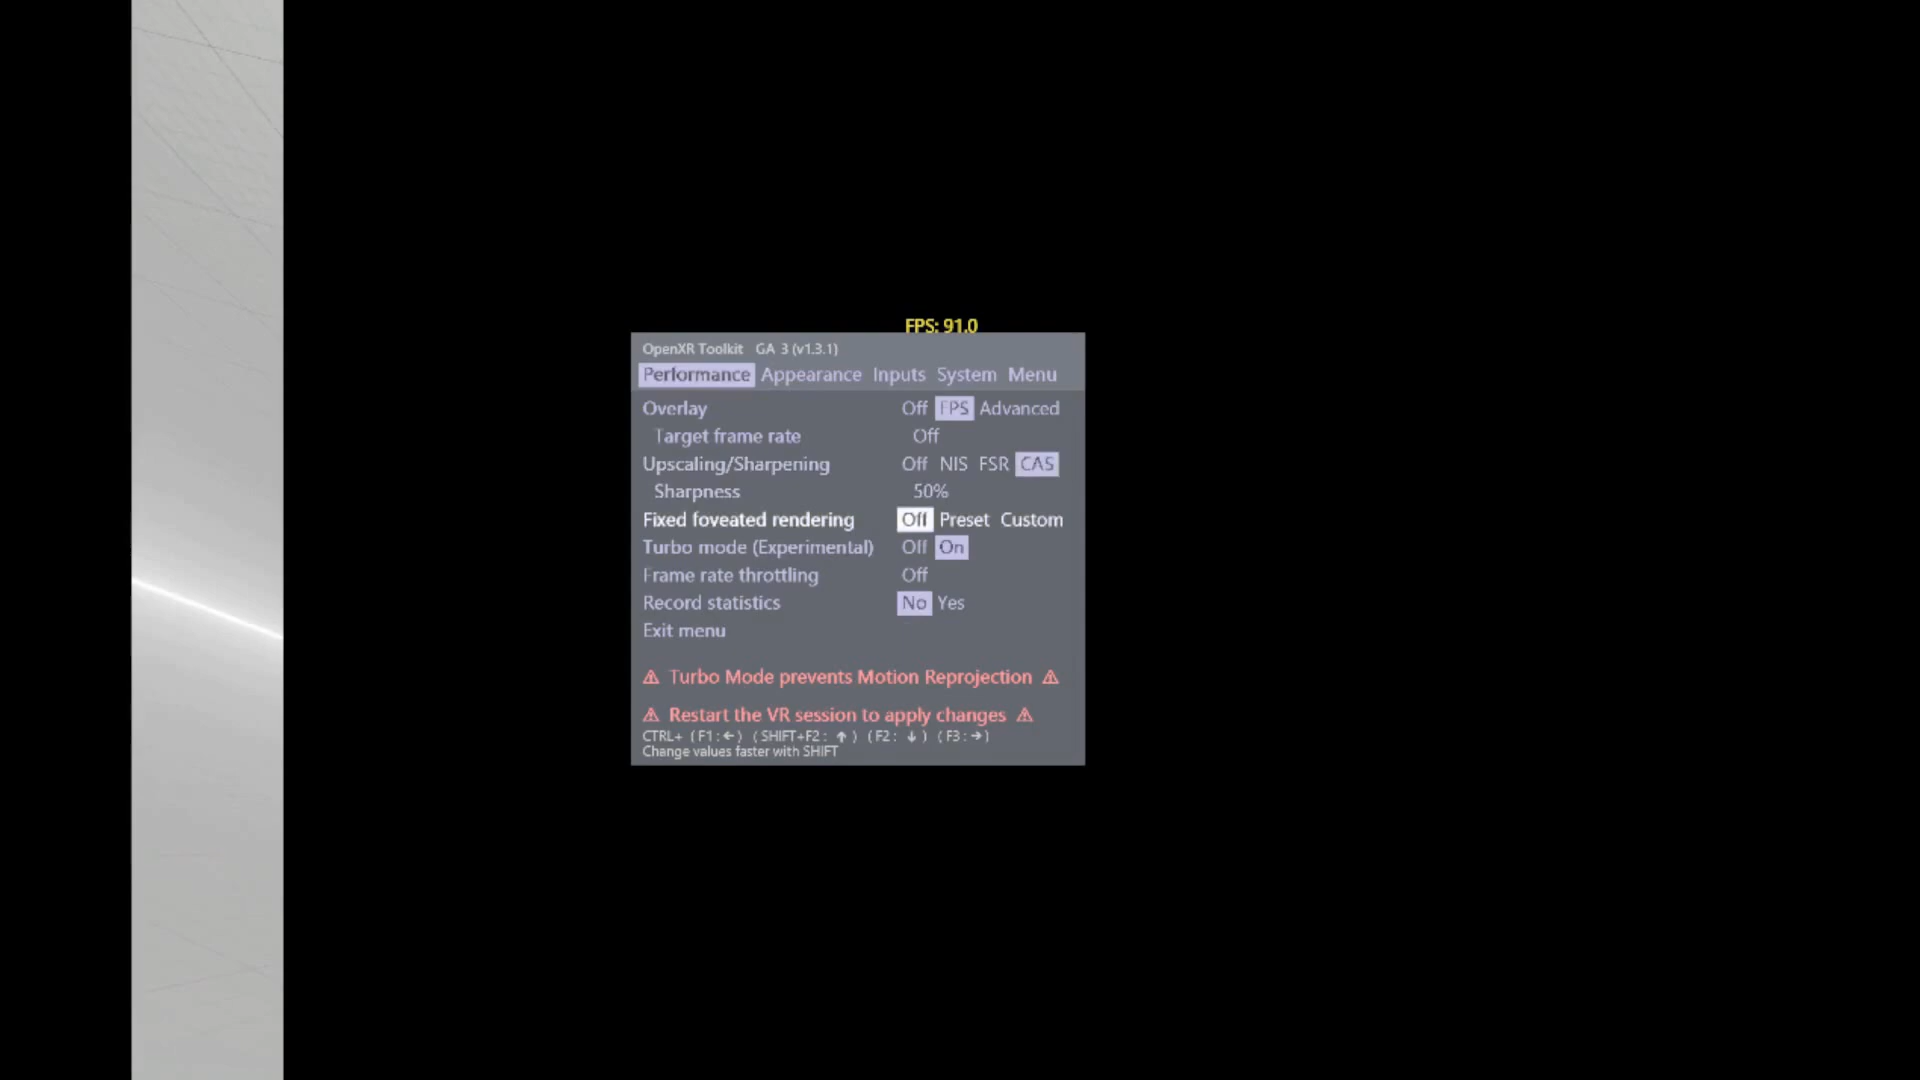 FPS: 91.0
OpenXR Toolkit GA 3 (v1.3.1)
Performance Appearance Inputs System Menu
Overlay Off FPS Advanced
Target frame rate Off
Upscaling/Sharpening Off NIS FSR CAS
Sharpness 50%
Fixed foveated rendering Off Preset Custom
Turbo mode (Experimental) Off On
Frame rate throttling Off
Record statistics No Yes
Exit menu
⚠ Turbo Mode prevents Motion Reprojection ⚠
⚠ Restart the VR session to apply changes ⚠
CTRL+ (F1:←) (SHIFT+F2: ↑) (F2: ↓) (F3:→)
Change values faster with SHIFT